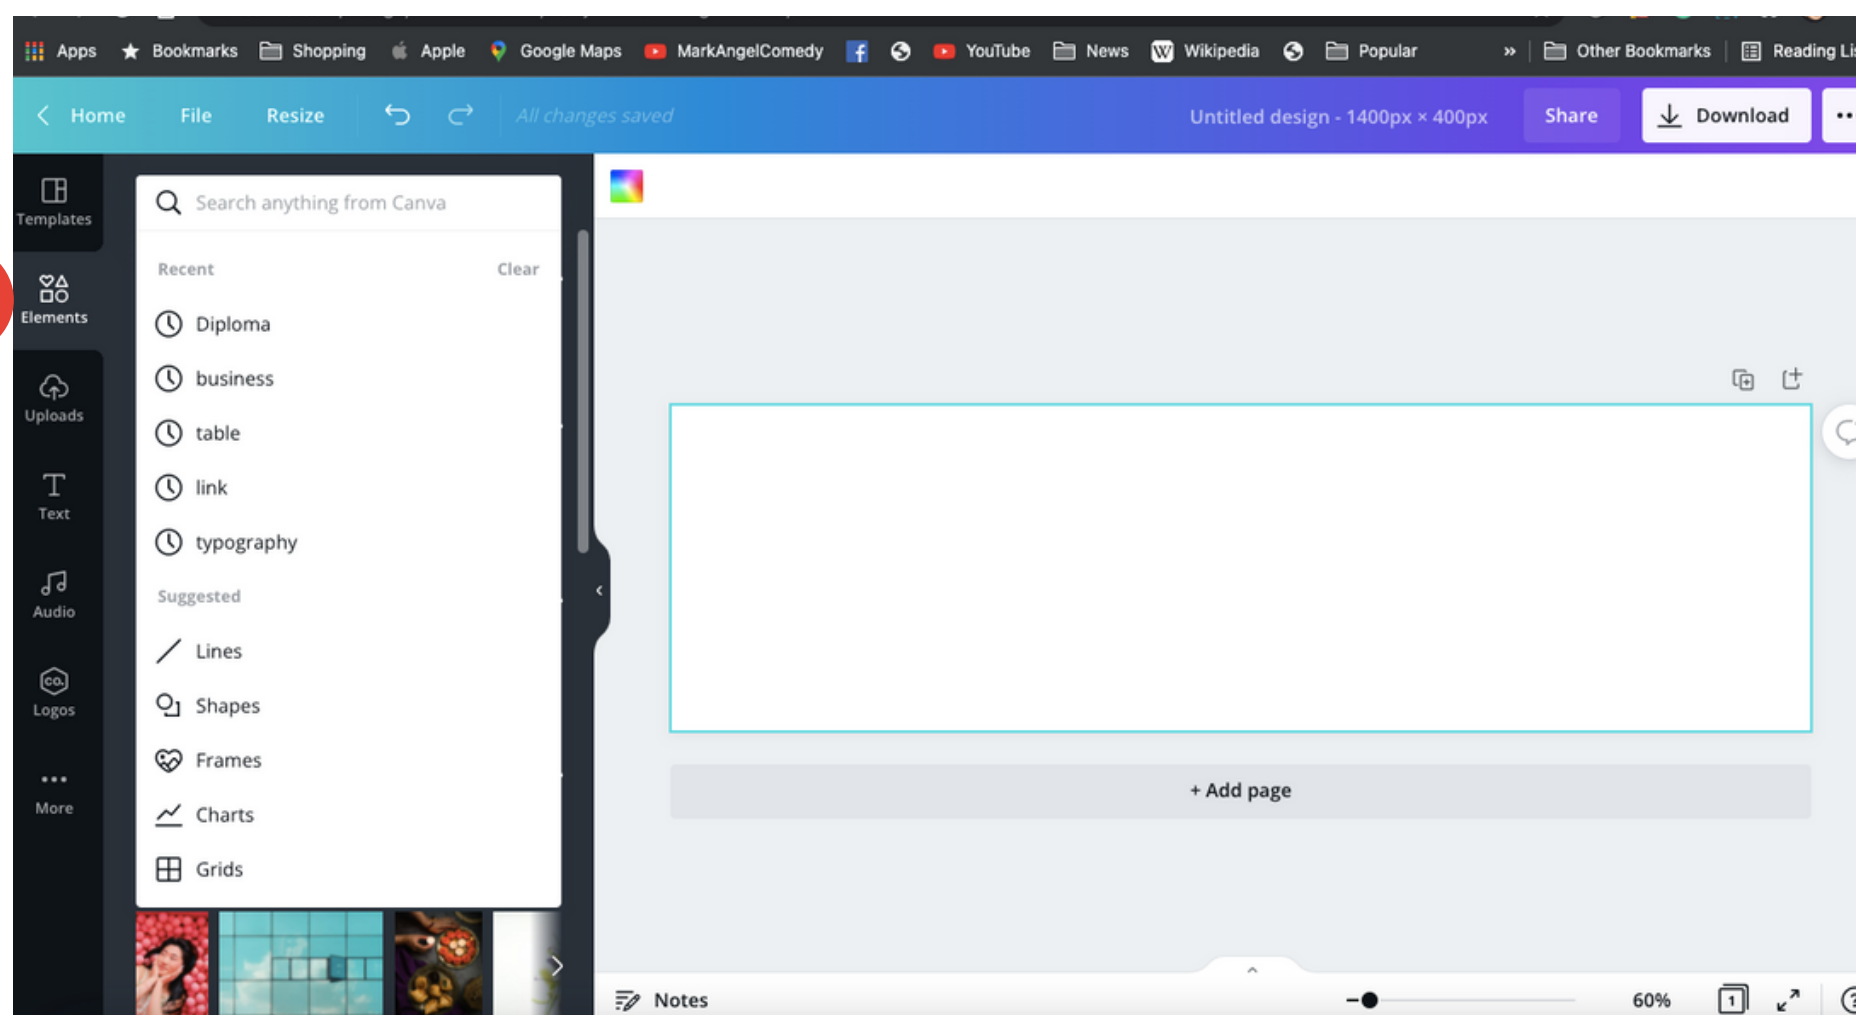 Apps Bookmarks Shopping Apple Google Maps MarkAngelComedy YouTube News Wikipedia Popular » Other Bookmarks Reading Lis
Home File Resize All changes saved Untitled design - 1400px × 400px Share Download
Templates
Elements
Uploads
Text
Audio
CO.
Logos
More
Search anything from Canva
Recent Clear
Diploma
business
table
link
typography
Suggested
Lines
Shapes
Frames
Charts
Grids
+ Add page
Notes 60% 1